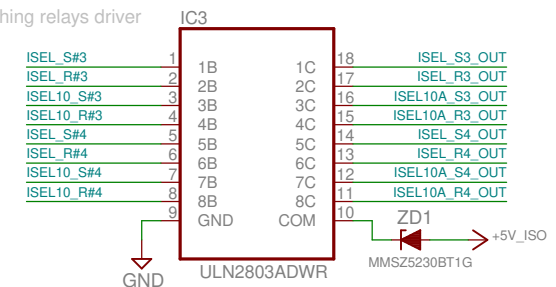 hing relays driver
IC3
ISEL_S#3 1 1B 1C 18 ISEL_S3_OUT
ISEL_R#3 2 2B 2C 17 ISEL_R3_OUT
ISEL10_S#3 3 3B 3C 16 ISEL10A_S3_OUT
ISEL10_R#3 4 4B 4C 15 ISEL10A_R3_OUT
ISEL_S#4 5 5B 5C 14 ISEL_S4_OUT
ISEL_R#4 6 6B 6C 13 ISEL_R4_OUT
ISEL10_S#4 7 7B 7C 12 ISEL10A_S4_OUT
ISEL10_R#4 8 8B 8C 11 ISEL10A_R4_OUT
9 GND COM 10
ZD1
+5V_ISO
MMSZ5230BT1G
GND
ULN2803ADWR